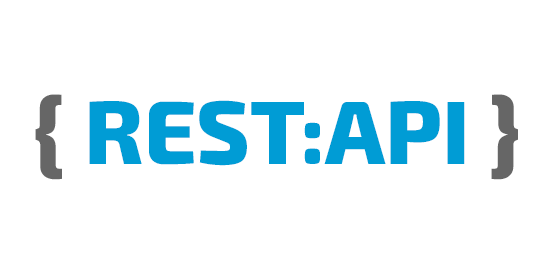 { REST:API }